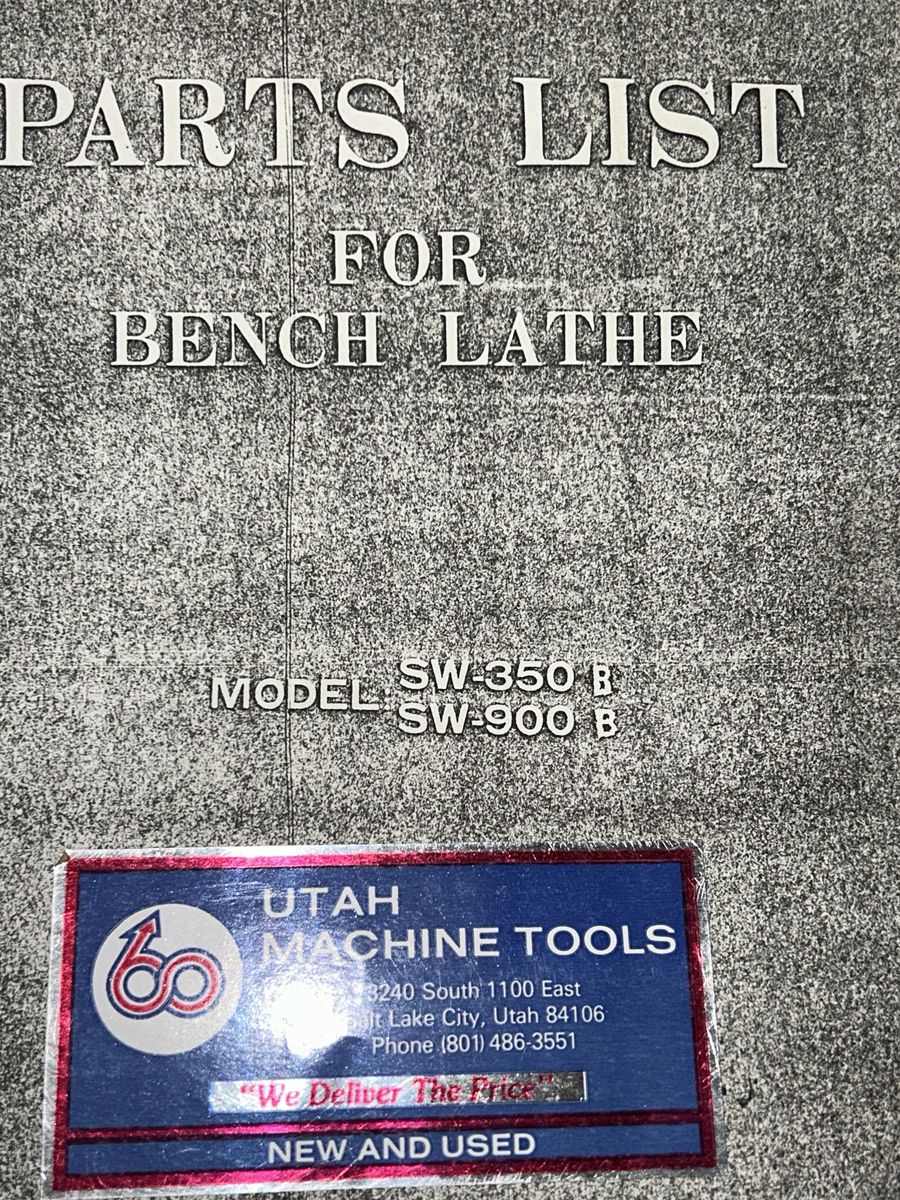 PARTS LIST
FOR
BENCH LATHE
MODEL: SW-350 B
SW-900 B
UTAH
MACHINE TOOLS
3240 South 1100 East
Lake City, Utah 84106
Phone (801) 486-3551
"We Deliver The Price"
NEW AND USED